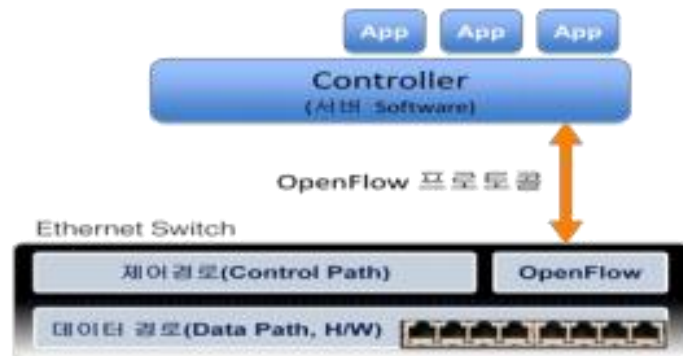 App App App
Controller
(서버 Software)
OpenFlow 프로토콜
Ethernet Switch
제어경로(Control Path) OpenFlow
데이터 경로(Data Path, H/W)